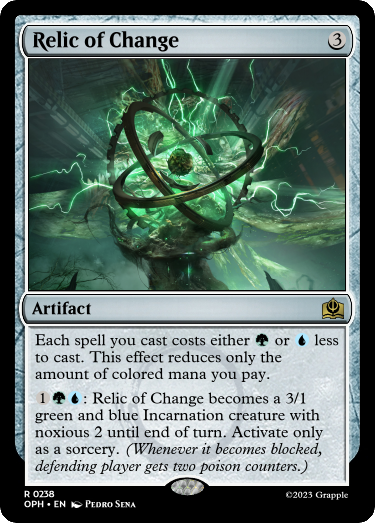 Relic of Change 3
Artifact
Each spell you cast costs either or less
to cast. This effect reduces only the
amount of colored mana you pay.
1 : Relic of Change becomes a 3/1
green and blue Incarnation creature with
noxious 2 until end of turn. Activate only
as a sorcery. (Whenever it becomes blocked,
defending player gets two poison counters.)
R 0238
OPH • EN Pedro Sena
©2023 Grapple